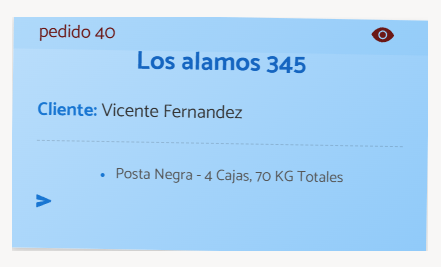 pedido 40
Los alamos 345
Cliente: Vicente Fernandez
• Posta Negra - 4 Cajas, 70 KG Totales